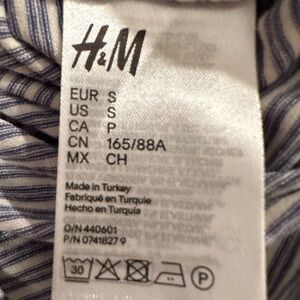 H&M
EUR S
US S
CA P
CN 165/88A
MX CH
Made in Turkey
Fabriqué en Turquie
Hecho en Turquía
O/N 440601
P/N 0741827 9
30
P